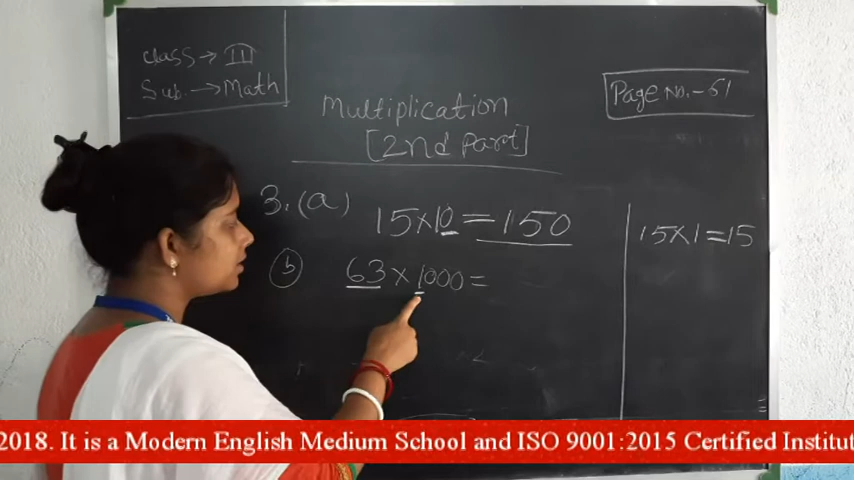 class → III
Sub. → Math
Page No. - 51
Multiplication
[2nd Part]
3. (a) 15 × 10 = 150
15 × 1 = 15
(b) 63 × 1000 =
2018. It is a Modern English Medium School and ISO 9001:2015 Certified Institut